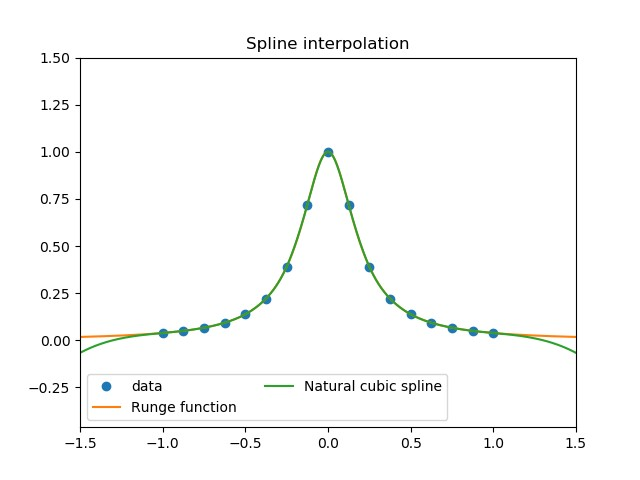 Spline interpolation
1.50
1.25
1.00
0.75
0.50
0.25
0.00
−0.25
data
Runge function
Natural cubic spline
−1.5 −1.0 −0.5 0.0 0.5 1.0 1.5